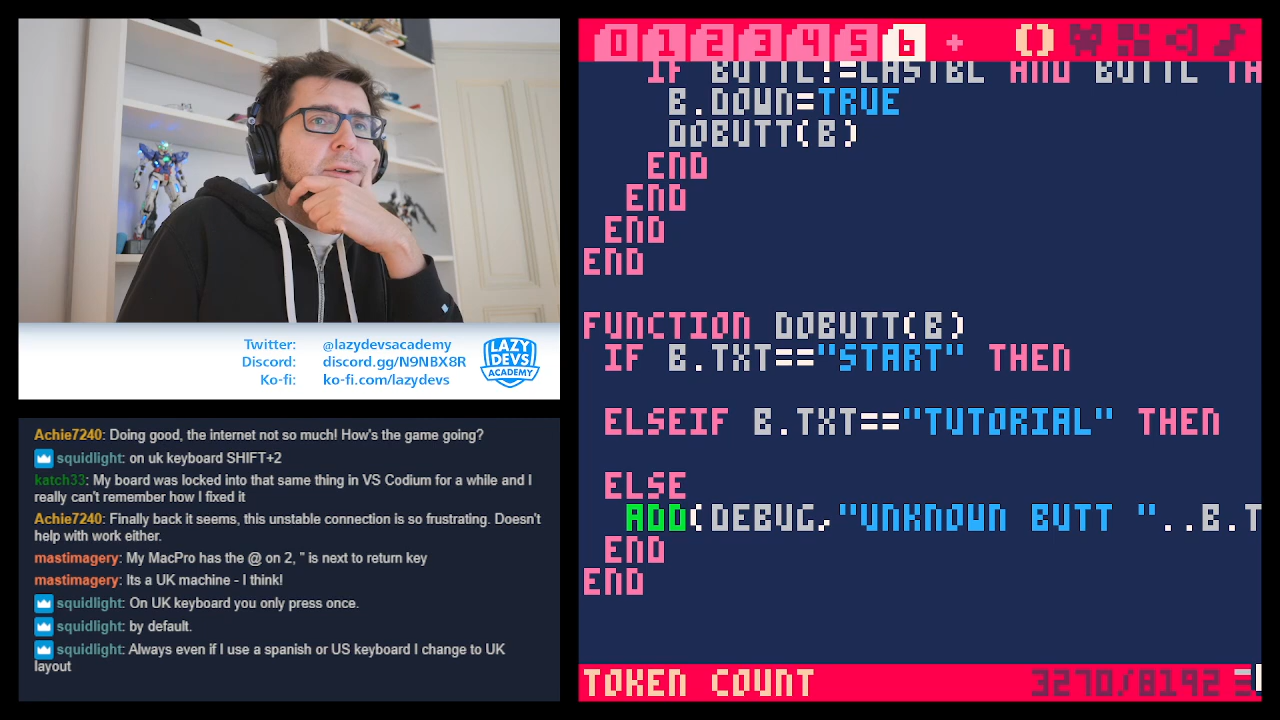 Twitter: @lazydevsacademy
Discord: discord.gg/N9NBX8R
Ko-fi: ko-fi.com/lazydevs
LAZY
DEVS
ACADEMY
Achie7240: Doing good, the internet not so much! How's the game going?
squidlight: on uk keyboard SHIFT+2
katch33: My board was locked into that same thing in VS Codium for a while and I
really can't remember how I fixed it
Achie7240: Finally back it seems, this unstable connection is so frustrating. Doesn't
help with work either.
mastimagery: My MacPro has the @ on 2, " is next to return key
mastimagery: Its a UK machine - I think!
squidlight: On UK keyboard you only press once.
squidlight: by default.
squidlight: Always even if I use a spanish or US keyboard I change to UK
layout
0 1 2 3 4 5 6 + ()
IF BUTTL!=LASTBL AND BUTTL TH
B.DOWN=TRUE
DOBUTT(B)
END
END
END
END
FUNCTION DOBUTT(B)
IF B.TXT=="START" THEN
ELSEIF B.TXT=="TUTORIAL" THEN
ELSE
ADD(DEBUG,"UNKNOWN BUTT "..B.T
END
END
TOKEN COUNT 3270/8192